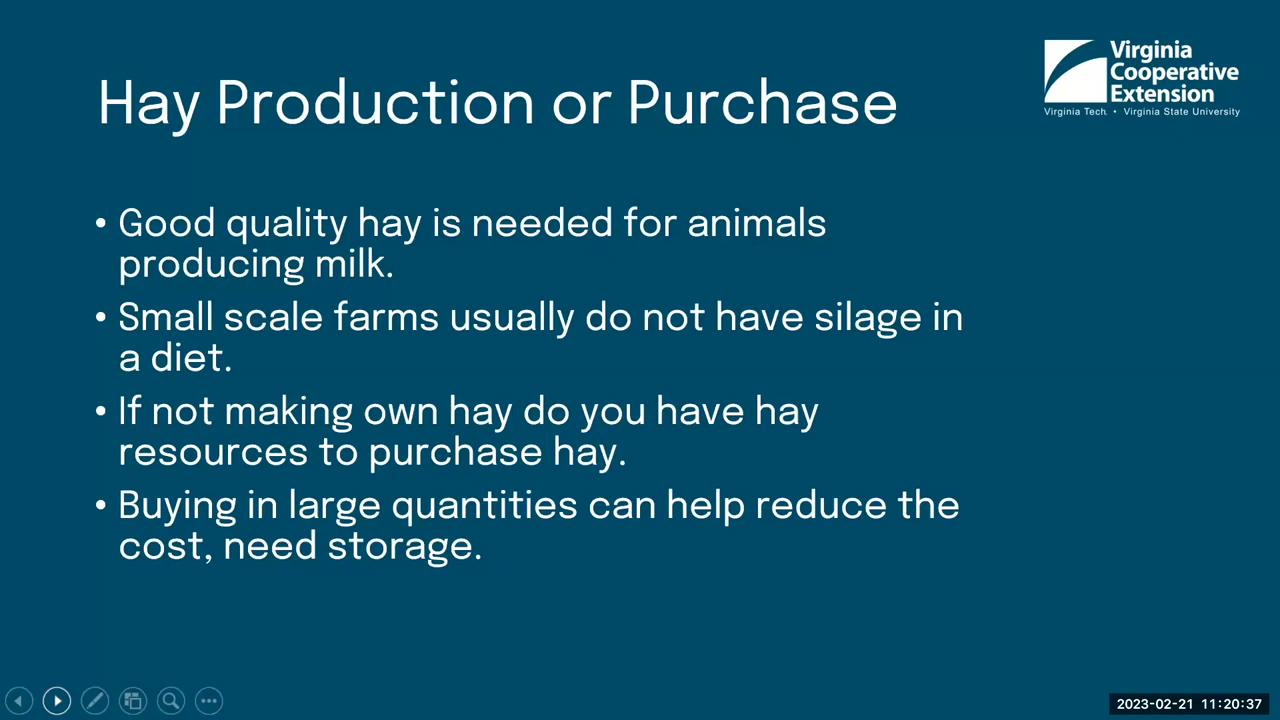 Hay Production or Purchase
Virginia
Cooperative
Extension
Virginia Tech • Virginia State University
• Good quality hay is needed for animals
producing milk.
• Small scale farms usually do not have silage in
a diet.
• If not making own hay do you have hay
resources to purchase hay.
• Buying in large quantities can help reduce the
cost, need storage.
2023-02-21 11:20:37